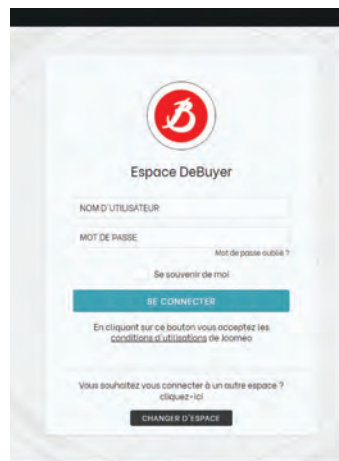 B
Espace DeBuyer
NOM D'UTILISATEUR
MOT DE PASSE
Mot de passe oublié ?
Se souvenir de moi
SE CONNECTER
En cliquant sur ce bouton vous acceptez les
conditions d'utilisations de Joomeo
Vous souhaitez vous connecter à un autre espace ?
cliquez-ici
CHANGER D'ESPACE